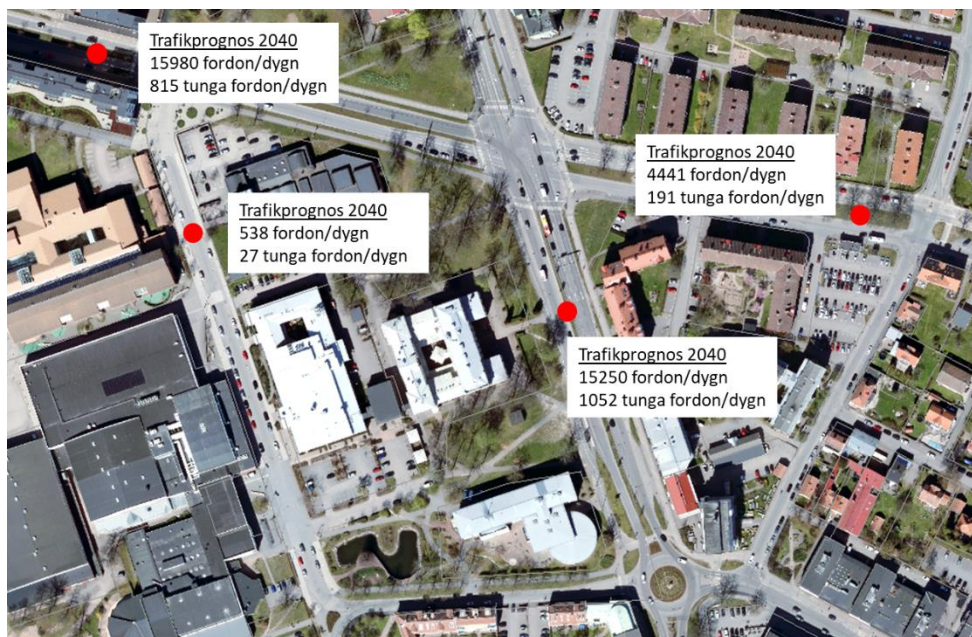 Trafikprognos 2040
15980 fordon/dygn
815 tunga fordon/dygn
Trafikprognos 2040
4441 fordon/dygn
191 tunga fordon/dygn
Trafikprognos 2040
538 fordon/dygn
27 tunga fordon/dygn
Trafikprognos 2040
15250 fordon/dygn
1052 tunga fordon/dygn